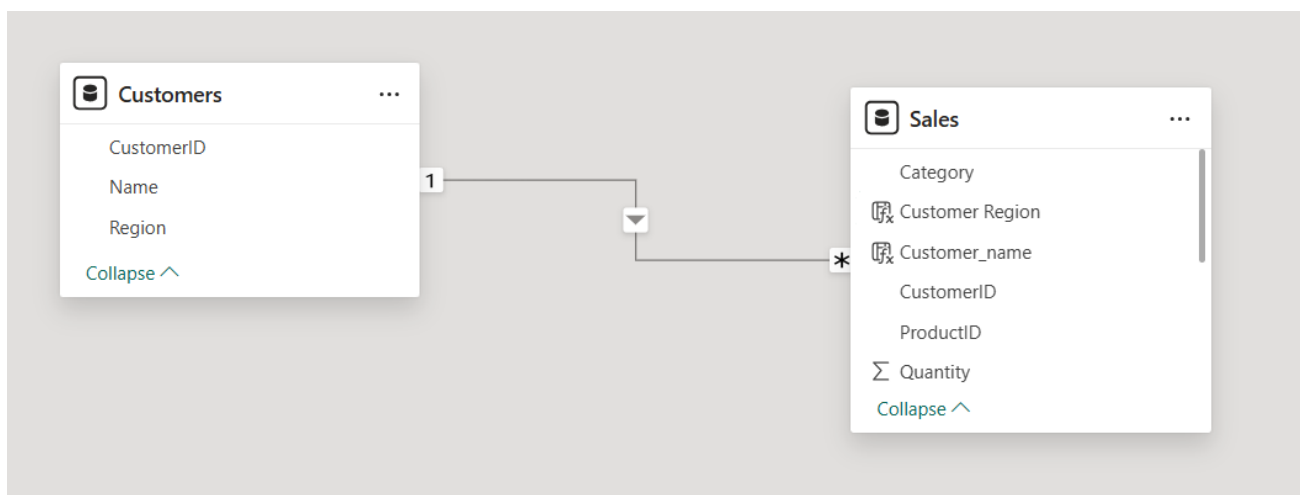 Customers
CustomerID
Name
Region
Collapse
1
*
Sales
Category
Customer Region
Customer_name
CustomerID
ProductID
Σ Quantity
Collapse